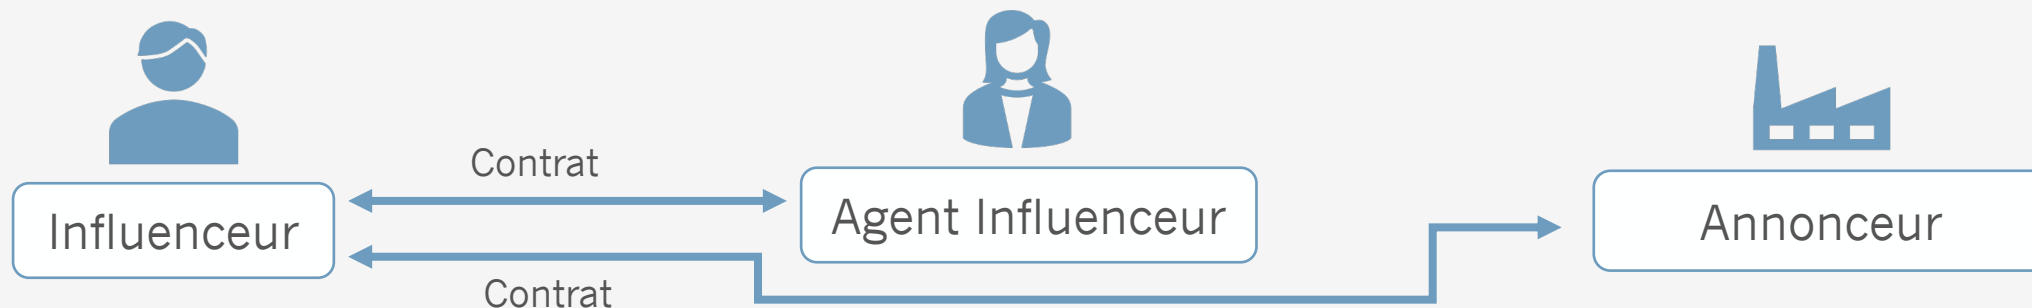 Contrat
Influenceur
Agent Influenceur
Annonceur
Contrat